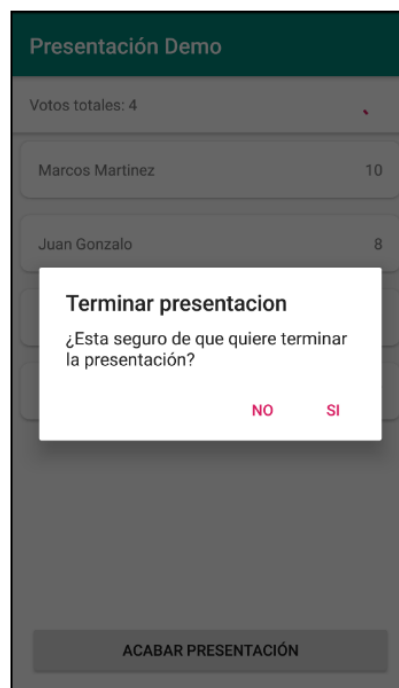 Presentación Demo
Votos totales: 4
Marcos Martinez 10
Juan Gonzalo 8
Terminar presentacion
¿Esta seguro de que quiere terminar
la presentación?
NO SI
ACABAR PRESENTACIÓN